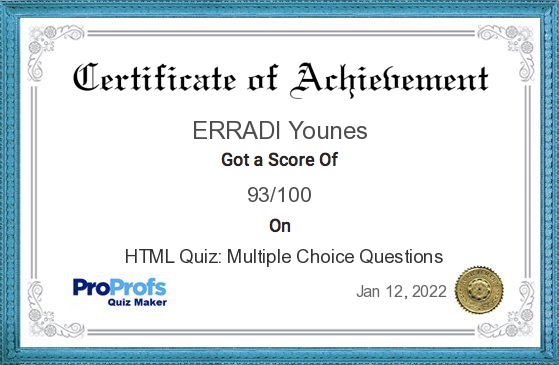 Certificate of Achievement
ERRADI Younes
Got a Score Of
93/100
On
HTML Quiz: Multiple Choice Questions
ProProfs
Quiz Maker
Jan 12, 2022